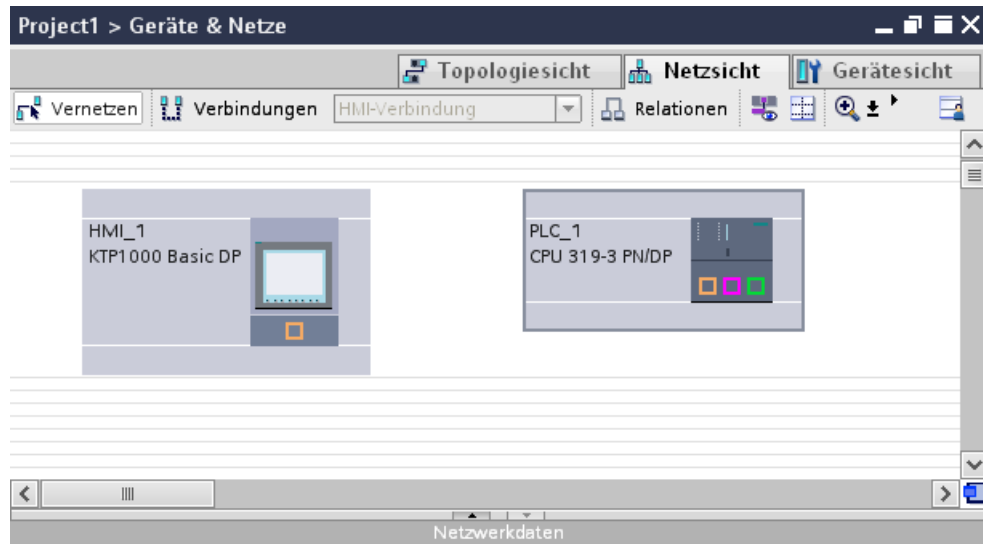 Project1 > Geräte & Netze
Topologiesicht Netzsicht Gerätesicht
Vernetzen Verbindungen HMI-Verbindung Relationen
HMI_1
KTP1000 Basic DP
PLC_1
CPU 319-3 PN/DP
Netzwerkdaten